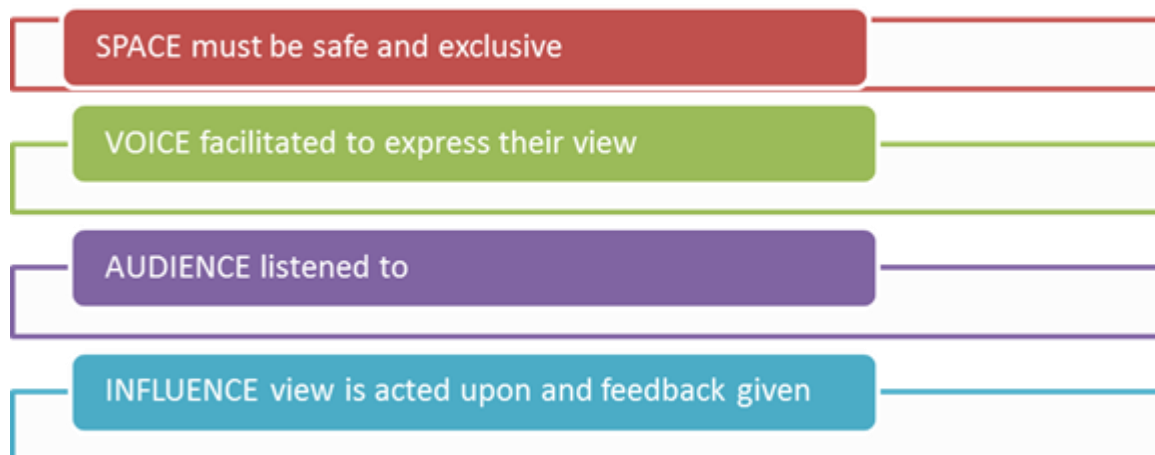 SPACE must be safe and exclusive
VOICE facilitated to express their view
AUDIENCE listened to
INFLUENCE view is acted upon and feedback given